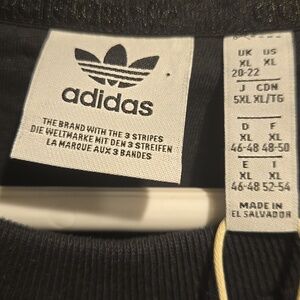 adidas
THE BRAND WITH THE 3 STRIPES
DIE WELTMARKE MIT DEN 3 STREIFEN
LA MARQUE AUX 3 BANDES
UK US
XL XL
20-22
J CDN
5XL XL/TG
D F
XL XL
46-48 48-50
E I
XL XL
46-48 52-54
MADE IN
EL SALVADOR